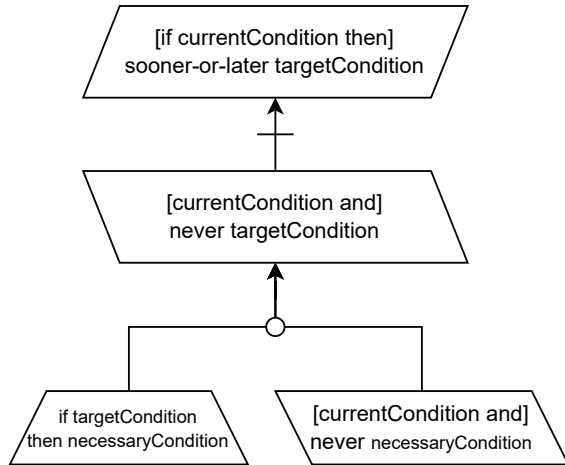 [if currentCondition then]
sooner-or-later targetCondition
[currentCondition and]
never targetCondition
if targetCondition
then necessaryCondition
[currentCondition and]
never necessaryCondition